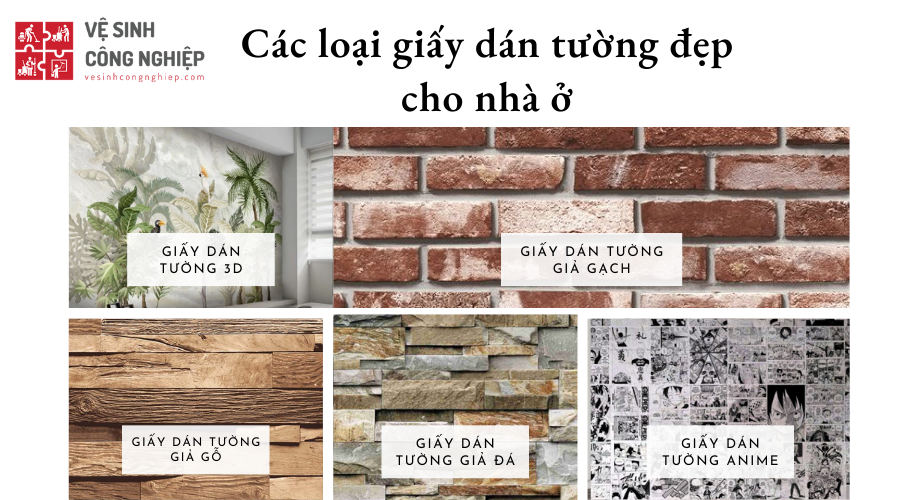 VỆ SINH
CÔNG NGHIỆP
vesinhcongnghiep.com
Các loại giấy dán tường đẹp
cho nhà ở
GIẤY DÁN
TƯỜNG 3D
GIẤY DÁN TƯỜNG
GIẢ GẠCH
GIẤY DÁN TƯỜNG
GIẢ GỖ
GIẤY DÁN
TƯỜNG GIẢ ĐÁ
GIẤY DÁN
TƯỜNG ANIME